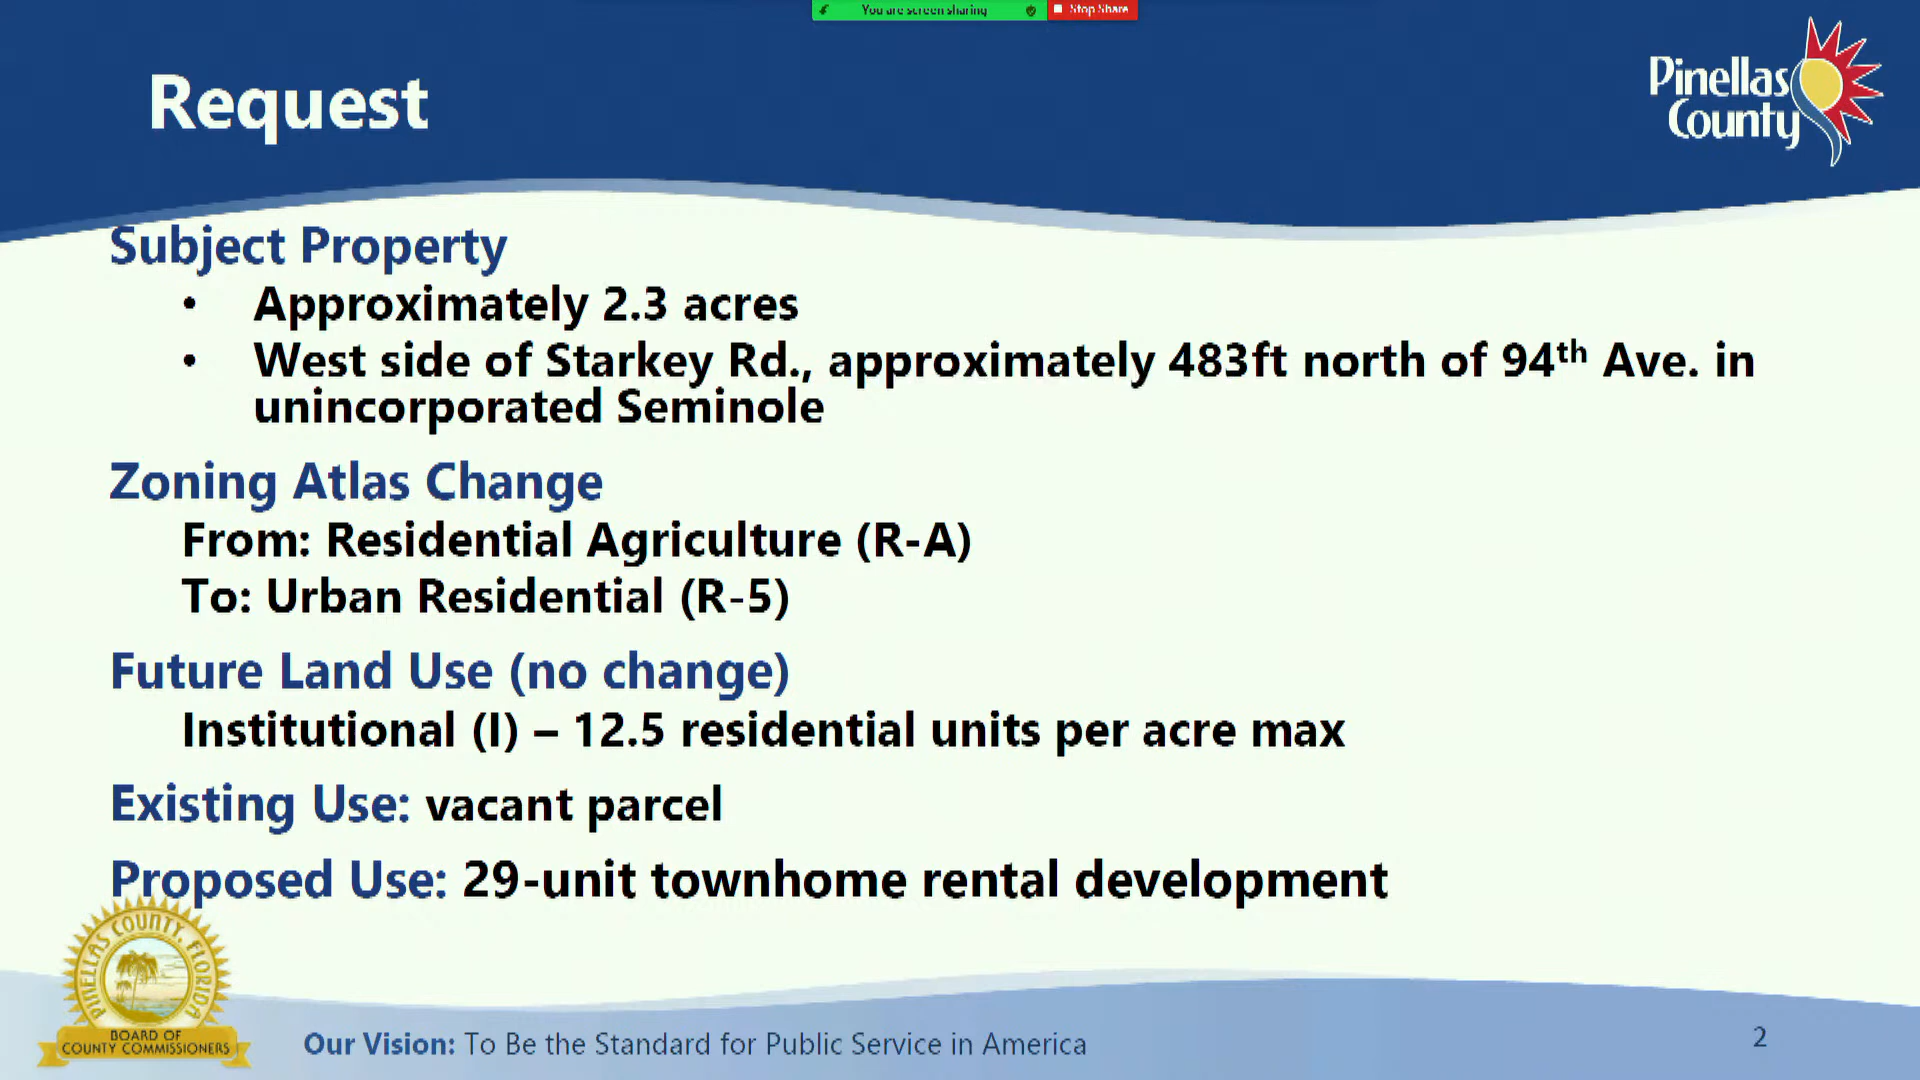 You are screen sharing
Stop Share
Request
Pinellas
County
Subject Property
• Approximately 2.3 acres
• West side of Starkey Rd., approximately 483ft north of 94th Ave. in
unincorporated Seminole
Zoning Atlas Change
From: Residential Agriculture (R-A)
To: Urban Residential (R-5)
Future Land Use (no change)
Institutional (I) – 12.5 residential units per acre max
Existing Use: vacant parcel
Proposed Use: 29-unit townhome rental development
PINELLAS COUNTY, FLORIDA
BOARD OF
COUNTY COMMISSIONERS
Our Vision: To Be the Standard for Public Service in America
2